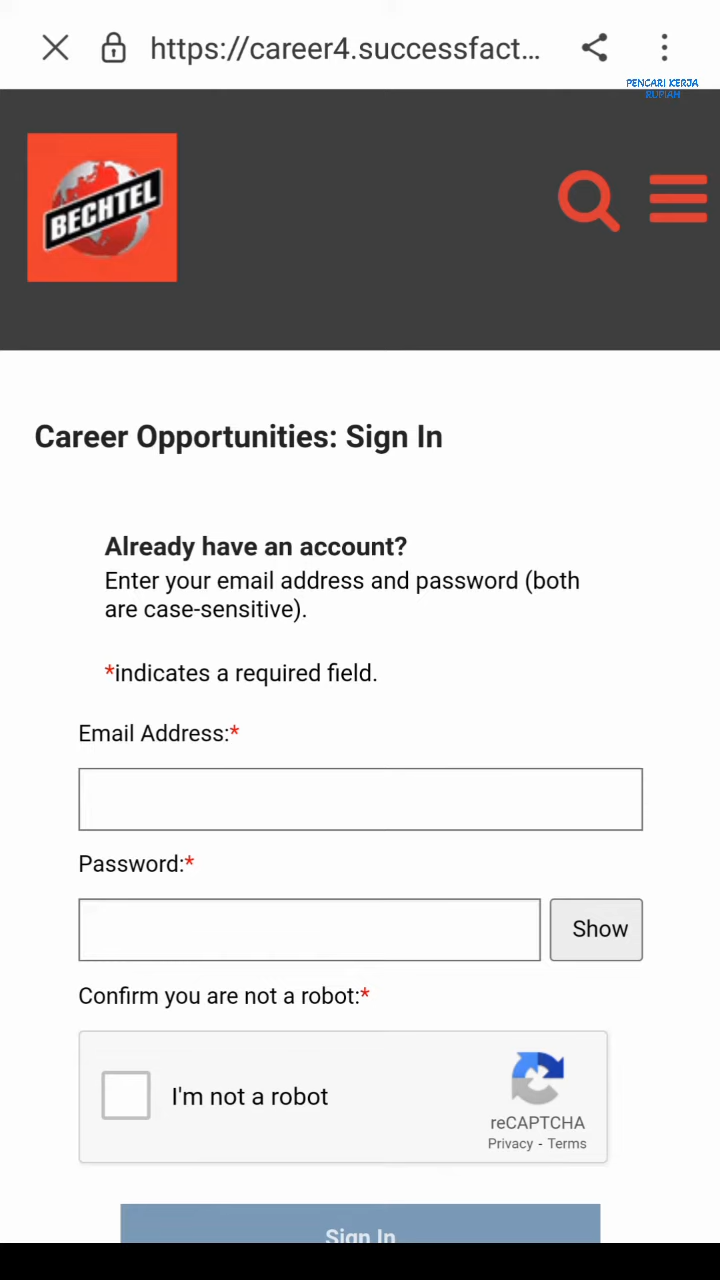 https://career4.successfact...
PENCARI KERJA
RUPIAH
BECHTEL
Career Opportunities: Sign In
Already have an account?
Enter your email address and password (both
are case-sensitive).
*indicates a required field.
Email Address:*
Password:*
Show
Confirm you are not a robot:*
I'm not a robot
reCAPTCHA
Privacy - Terms
Sign In